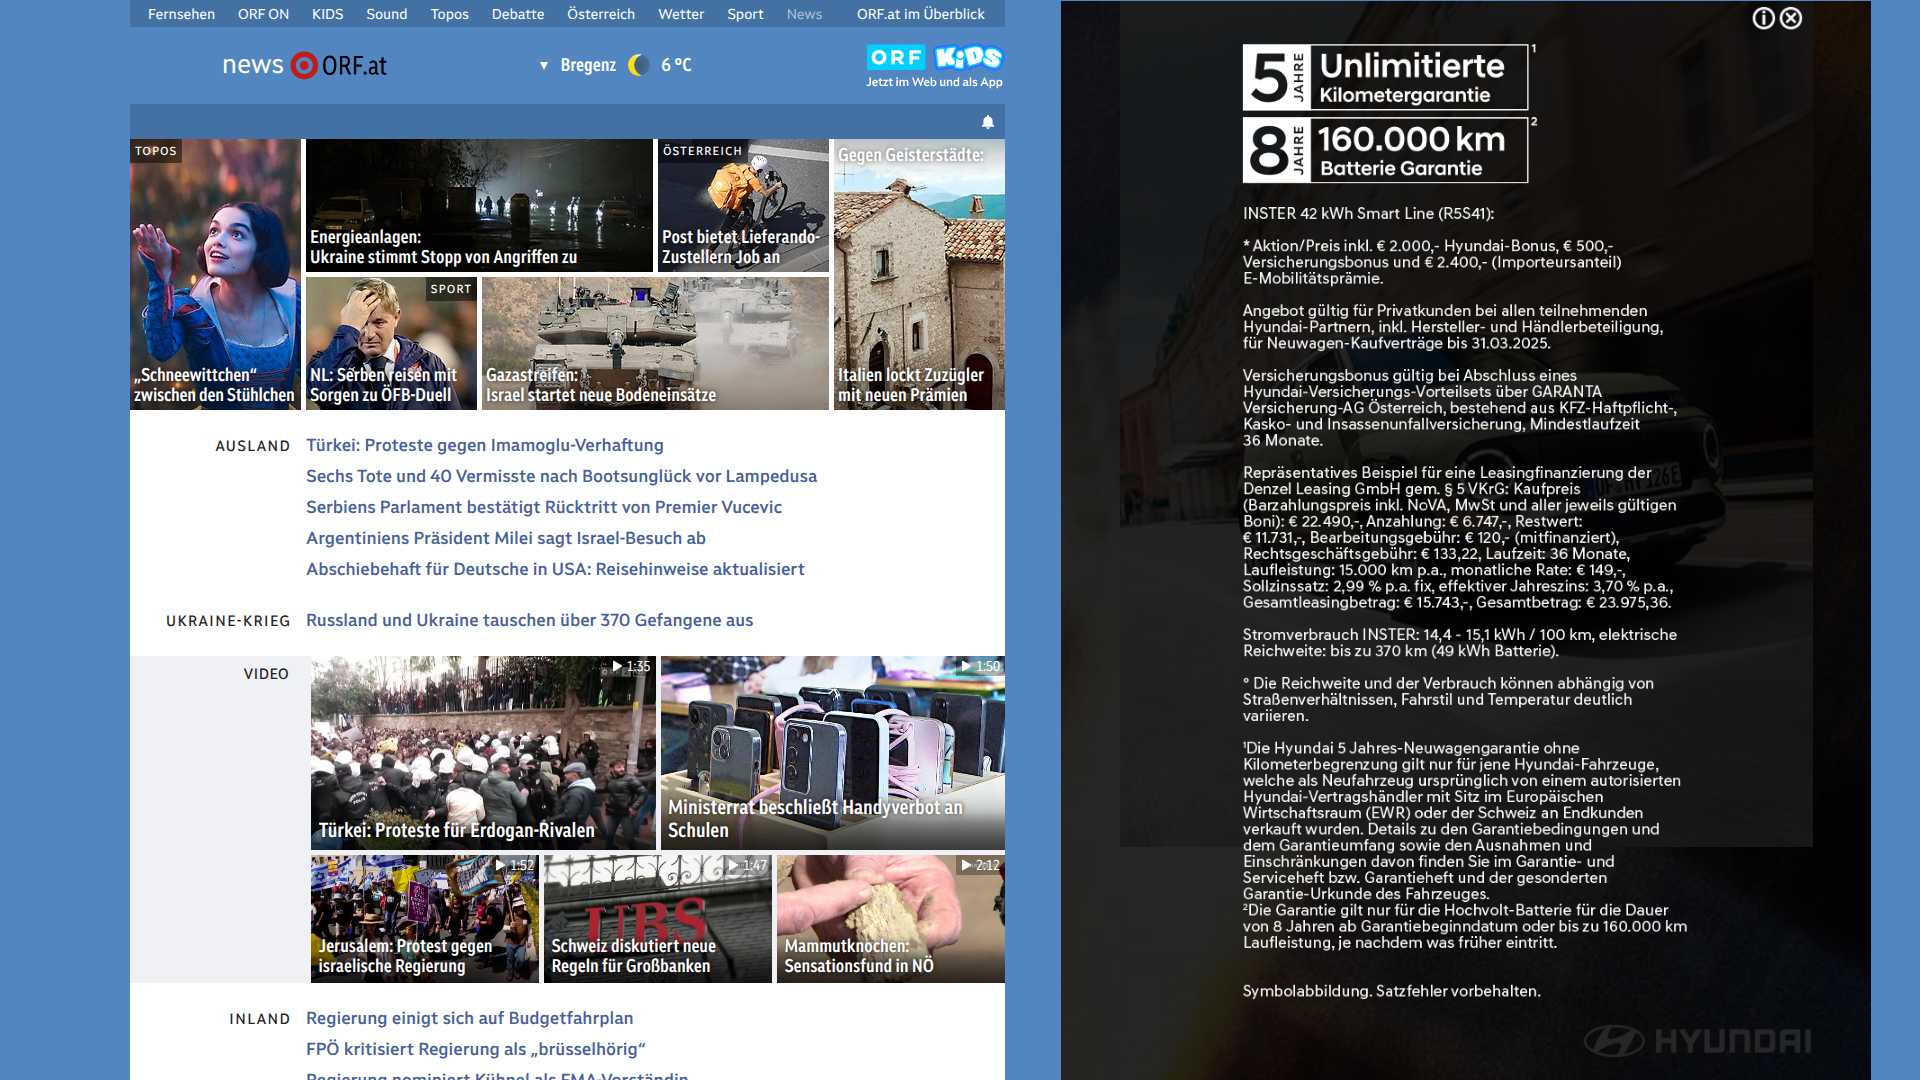 Fernsehen ORF ON KIDS Sound Topos Debatte Österreich Wetter Sport News ORF.at im Überblick
news ORF.at
▼ Bregenz 6 °C
ORF KiDS
Jetzt im Web und als App
TOPOS
„Schneewittchen“
zwischen den Stühlchen
Energieanlagen:
Ukraine stimmt Stopp von Angriffen zu
ÖSTERREICH
Post bietet Lieferando-
Zustellern Job an
Gegen Geisterstädte:
Italien lockt Zuzügler
mit neuen Prämien
SPORT
NL: Serben reisen mit
Sorgen zu ÖFB-Duell
Gazastreifen:
Israel startet neue Bodeneinsätze
AUSLAND
Türkei: Proteste gegen Imamoglu-Verhaftung
Sechs Tote und 40 Vermisste nach Bootsunglück vor Lampedusa
Serbiens Parlament bestätigt Rücktritt von Premier Vucevic
Argentiniens Präsident Milei sagt Israel-Besuch ab
Abschiebehaft für Deutsche in USA: Reisehinweise aktualisiert
UKRAINE-KRIEG
Russland und Ukraine tauschen über 370 Gefangene aus
VIDEO
1:35
Türkei: Proteste für Erdogan-Rivalen
1:50
Ministerrat beschließt Handyverbot an
Schulen
1:52
Jerusalem: Protest gegen
israelische Regierung
1:47
UBS
Schweiz diskutiert neue
Regeln für Großbanken
2:12
Mammutknochen:
Sensationsfund in NÖ
INLAND
Regierung einigt sich auf Budgetfahrplan
FPÖ kritisiert Regierung als „brüsselhörig“
Regierung nominiert Kühnel als FMA-Vorständin
5 JAHRE Unlimitierte Kilometergarantie 1
8 JAHRE 160.000 km Batterie Garantie 2
INSTER 42 kWh Smart Line (R5S41):
* Aktion/Preis inkl. € 2.000,- Hyundai-Bonus, € 500,-
Versicherungsbonus und € 2.400,- (Importeursanteil)
E-Mobilitätsprämie.
Angebot gültig für Privatkunden bei allen teilnehmenden
Hyundai-Partnern, inkl. Hersteller- und Händlerbeteiligung,
für Neuwagen-Kaufverträge bis 31.03.2025.
Versicherungsbonus gültig bei Abschluss eines
Hyundai-Versicherungs-Vorteilsets über GARANTA
Versicherung-AG Österreich, bestehend aus KFZ-Haftpflicht-,
Kasko- und Insassenunfallversicherung, Mindestlaufzeit
36 Monate.
Repräsentatives Beispiel für eine Leasingfinanzierung der
Denzel Leasing GmbH gem. § 5 VKrG: Kaufpreis
(Barzahlungspreis inkl. NoVA, MwSt und aller jeweils gültigen
Boni): € 22.490,-, Anzahlung: € 6.747,-, Restwert:
€ 11.731,-, Bearbeitungsgebühr: € 120,- (mitfinanziert),
Rechtsgeschäftsgebühr: € 133,22, Laufzeit: 36 Monate,
Laufleistung: 15.000 km p.a., monatliche Rate: € 149,-,
Sollzinssatz: 2,99 % p.a. fix, effektiver Jahreszins: 3,70 % p.a.,
Gesamtleasingbetrag: € 15.743,-, Gesamtbetrag: € 23.975,36.
Stromverbrauch INSTER: 14,4 - 15,1 kWh / 100 km, elektrische
Reichweite: bis zu 370 km (49 kWh Batterie).
° Die Reichweite und der Verbrauch können abhängig von
Straßenverhältnissen, Fahrstil und Temperatur deutlich
variieren.
¹Die Hyundai 5 Jahres-Neuwagengarantie ohne
Kilometerbegrenzung gilt nur für jene Hyundai-Fahrzeuge,
welche als Neufahrzeug ursprünglich von einem autorisierten
Hyundai-Vertragshändler mit Sitz im Europäischen
Wirtschaftsraum (EWR) oder der Schweiz an Endkunden
verkauft wurden. Details zu den Garantiebedingungen und
dem Garantieumfang sowie den Ausnahmen und
Einschränkungen davon finden Sie im Garantie- und
Serviceheft bzw. Garantieheft und der gesonderten
Garantie-Urkunde des Fahrzeuges.
²Die Garantie gilt nur für die Hochvolt-Batterie für die Dauer
von 8 Jahren ab Garantiebeginndatum oder bis zu 160.000 km
Laufleistung, je nachdem was früher eintritt.
Symbolabbildung. Satzfehler vorbehalten.
HYUNDAI